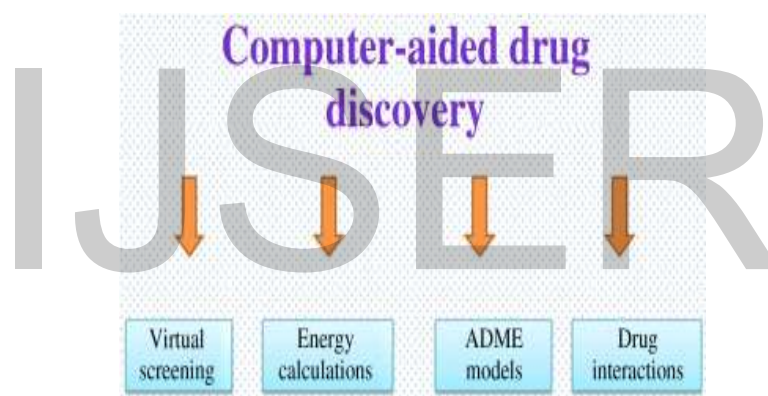 Computer-aided drug
discovery
IJSER
Virtual
screening
Energy
calculations
ADME
models
Drug
interactions